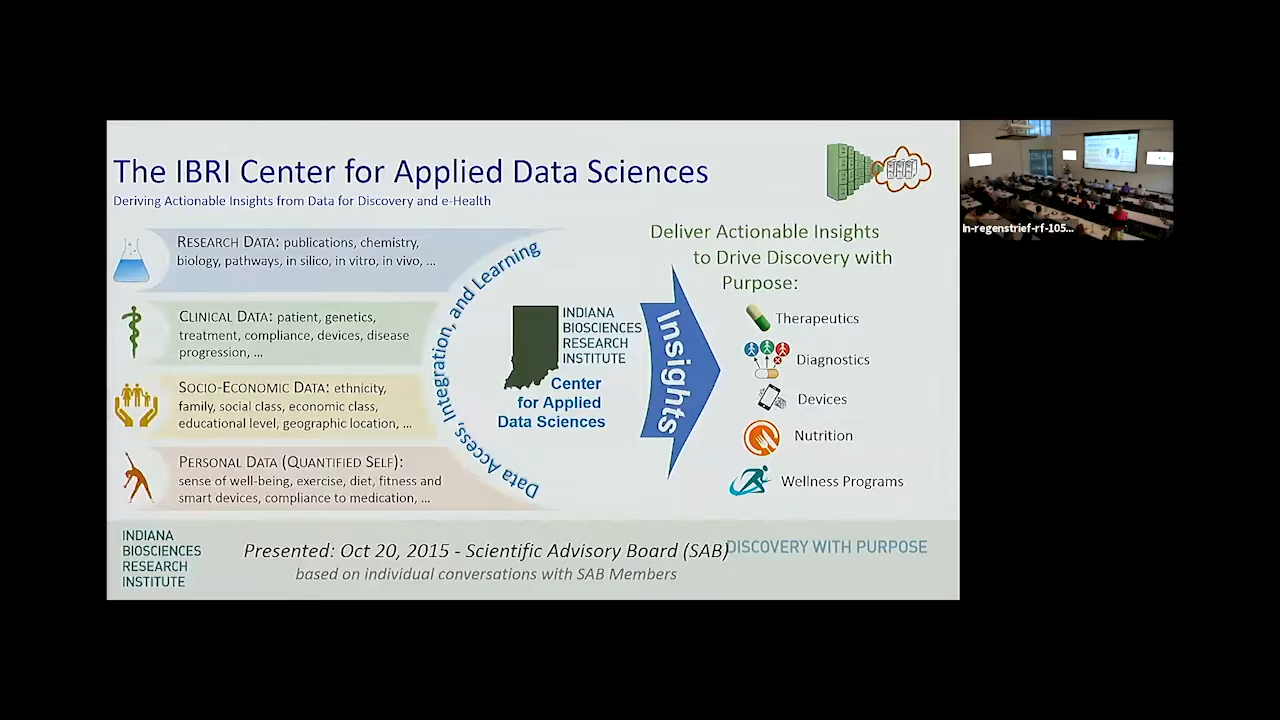 The IBRI Center for Applied Data Sciences
Deriving Actionable Insights from Data for Discovery and e-Health
RESEARCH DATA: publications, chemistry,
biology, pathways, in silico, in vitro, in vivo, ...
CLINICAL DATA: patient, genetics,
treatment, compliance, devices, disease
progression, ...
SOCIO-ECONOMIC DATA: ethnicity,
family, social class, economic class,
educational level, geographic location, ...
PERSONAL DATA (QUANTIFIED SELF):
sense of well-being, exercise, diet, fitness and
smart devices, compliance to medication, ...
Data Access, Integration, and Learning
INDIANA
BIOSCIENCES
RESEARCH
INSTITUTE
Center
for Applied
Data Sciences
Insights
Deliver Actionable Insights
to Drive Discovery with
Purpose:
Therapeutics
Diagnostics
Devices
Nutrition
Wellness Programs
INDIANA
BIOSCIENCES
RESEARCH
INSTITUTE
Presented: Oct 20, 2015 - Scientific Advisory Board (SAB)
based on individual conversations with SAB Members
DISCOVERY WITH PURPOSE
In-regenstrief-rf-105...